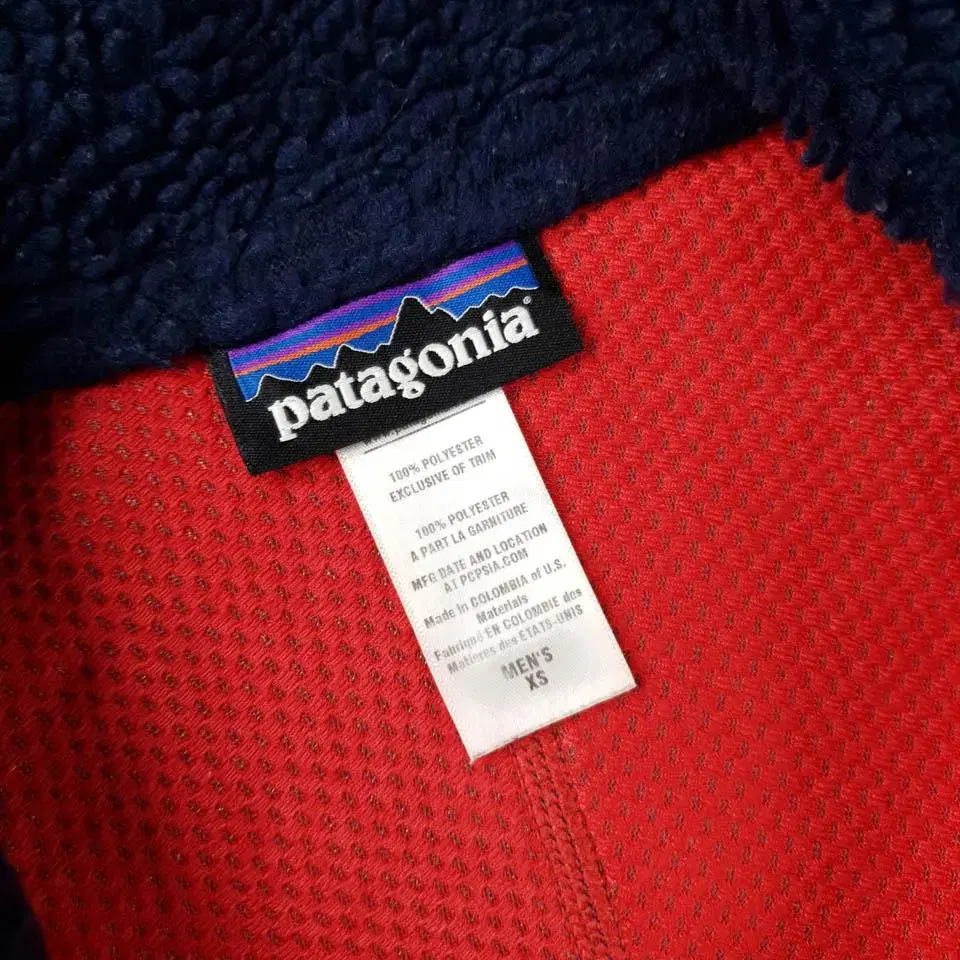 patagonia®
100% POLYESTER
EXCLUSIVE OF TRIM
100% POLYESTER
A PART LA GARNITURE
MFG DATE AND LOCATION
AT PCPSIA.COM
Made in COLOMBIA of U.S.
Materials
Fabriqué EN COLOMBIE des
Matieres des ETATS-UNIS
MEN'S
XS